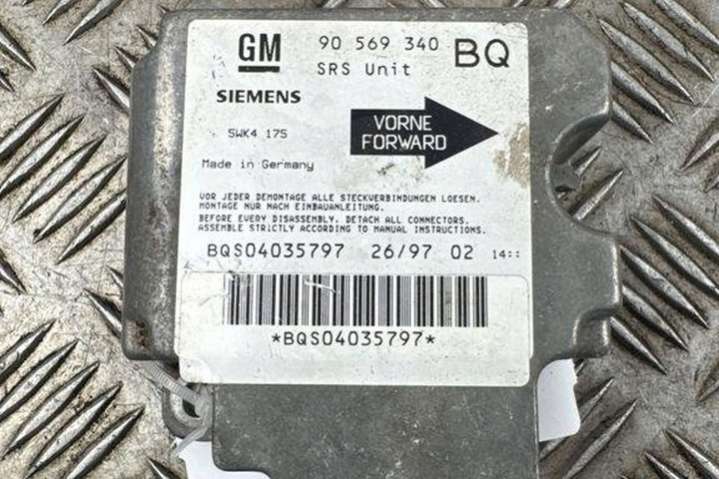 GM 90 569 340 BQ
SRS Unit
SIEMENS
5WK4 175
VORNE
FORWARD
Made in Germany
VOR JEDER DEMONTAGE ALLE STECKVERBINDUNGEN LOESEN.
MONTAGE NUR NACH EINBAUANLEITUNG.
BEFORE EVERY DISASSEMBLY, DETACH ALL CONNECTORS.
ASSEMBLE STRICTLY ACCORDING TO MANUAL INSTRUCTIONS.
BQS04035797 26/97 02 14::
*BQS04035797*